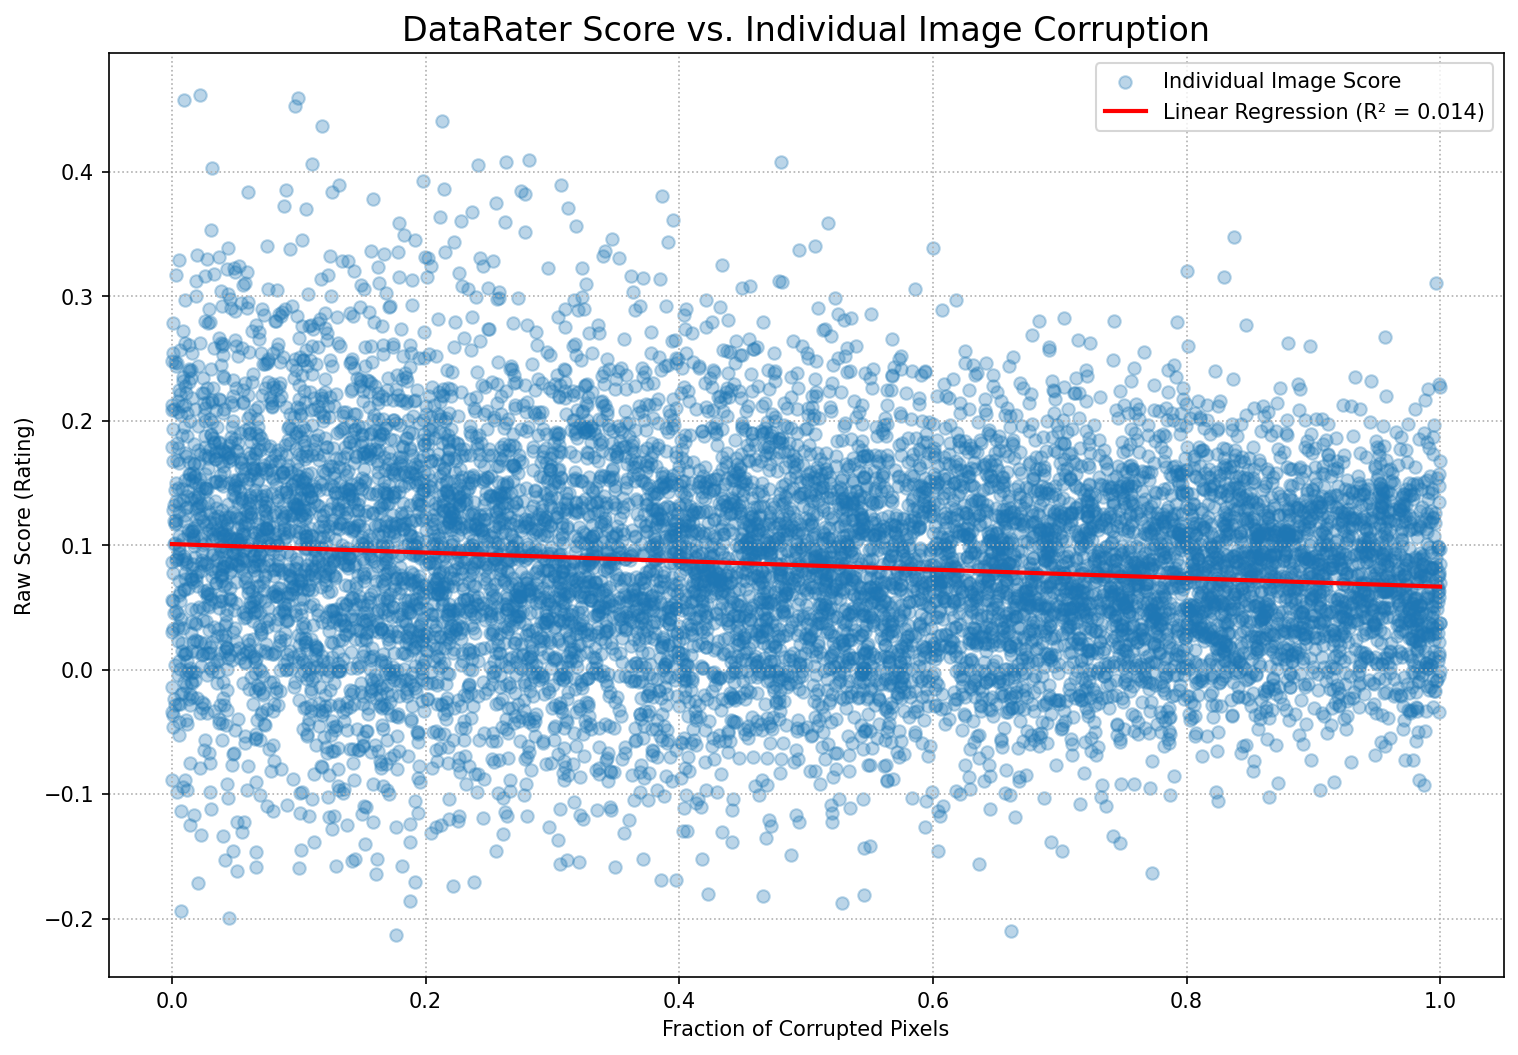 DataRater Score vs. Individual Image Corruption
Individual Image Score
Linear Regression (R² = 0.014)
Raw Score (Rating)
0.4
0.3
0.2
0.1
0.0
−0.1
−0.2
0.0 0.2 0.4 0.6 0.8 1.0
Fraction of Corrupted Pixels